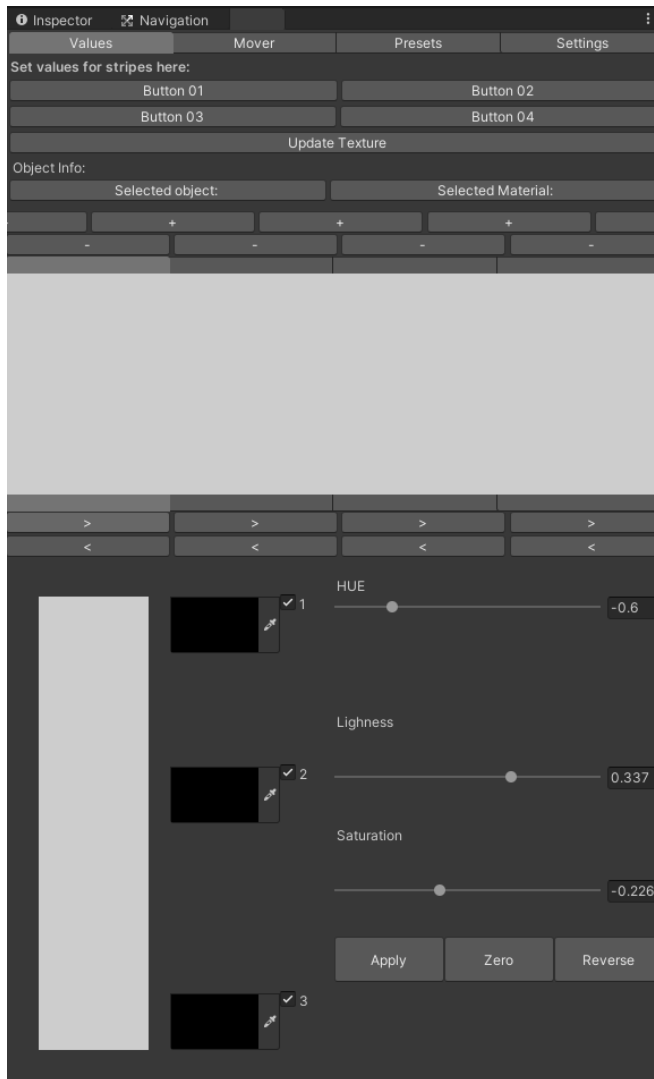 Inspector Navigation
Values Mover Presets Settings
Set values for stripes here:
Button 01 Button 02
Button 03 Button 04
Update Texture
Object Info:
Selected object: Selected Material:
+ + +
- - - -
> > > >
< < < <
HUE
1 -0.6
Lighness
2 0.337
Saturation
-0.226
Apply Zero Reverse
3